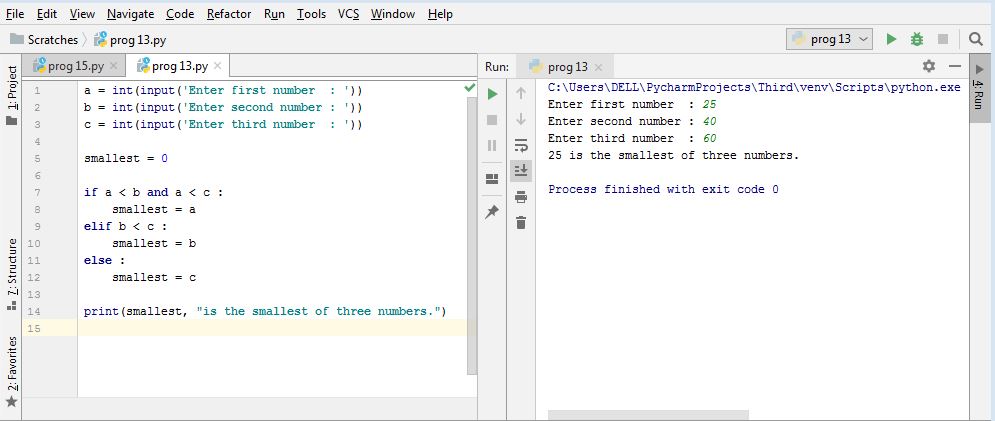 File Edit View Navigate Code Refactor Run Tools VCS Window Help
Scratches prog 13.py
prog 13
prog 15.py
prog 13.py
1: Project
7: Structure
2: Favorites
1 a = int(input('Enter first number  : '))
2 b = int(input('Enter second number : '))
3 c = int(input('Enter third number  : '))
4
5 smallest = 0
6
7 if a < b and a < c :
8     smallest = a
9 elif b < c :
10     smallest = b
11 else :
12     smallest = c
13
14 print(smallest, "is the smallest of three numbers.")
15
Run: prog 13
4: Run
C:\Users\DELL\PycharmProjects\Third\venv\Scripts\python.exe
Enter first number  : 25
Enter second number : 40
Enter third number  : 60
25 is the smallest of three numbers.
Process finished with exit code 0